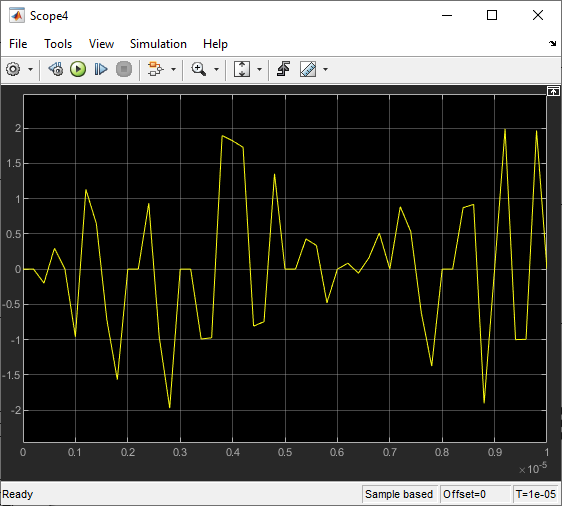 Scope4
File Tools View Simulation Help
2
1.5
1
0.5
0
-0.5
-1
-1.5
-2
0 0.1 0.2 0.3 0.4 0.5 0.6 0.7 0.8 0.9 1
×10⁻⁵
Ready Sample based Offset=0 T=1e-05